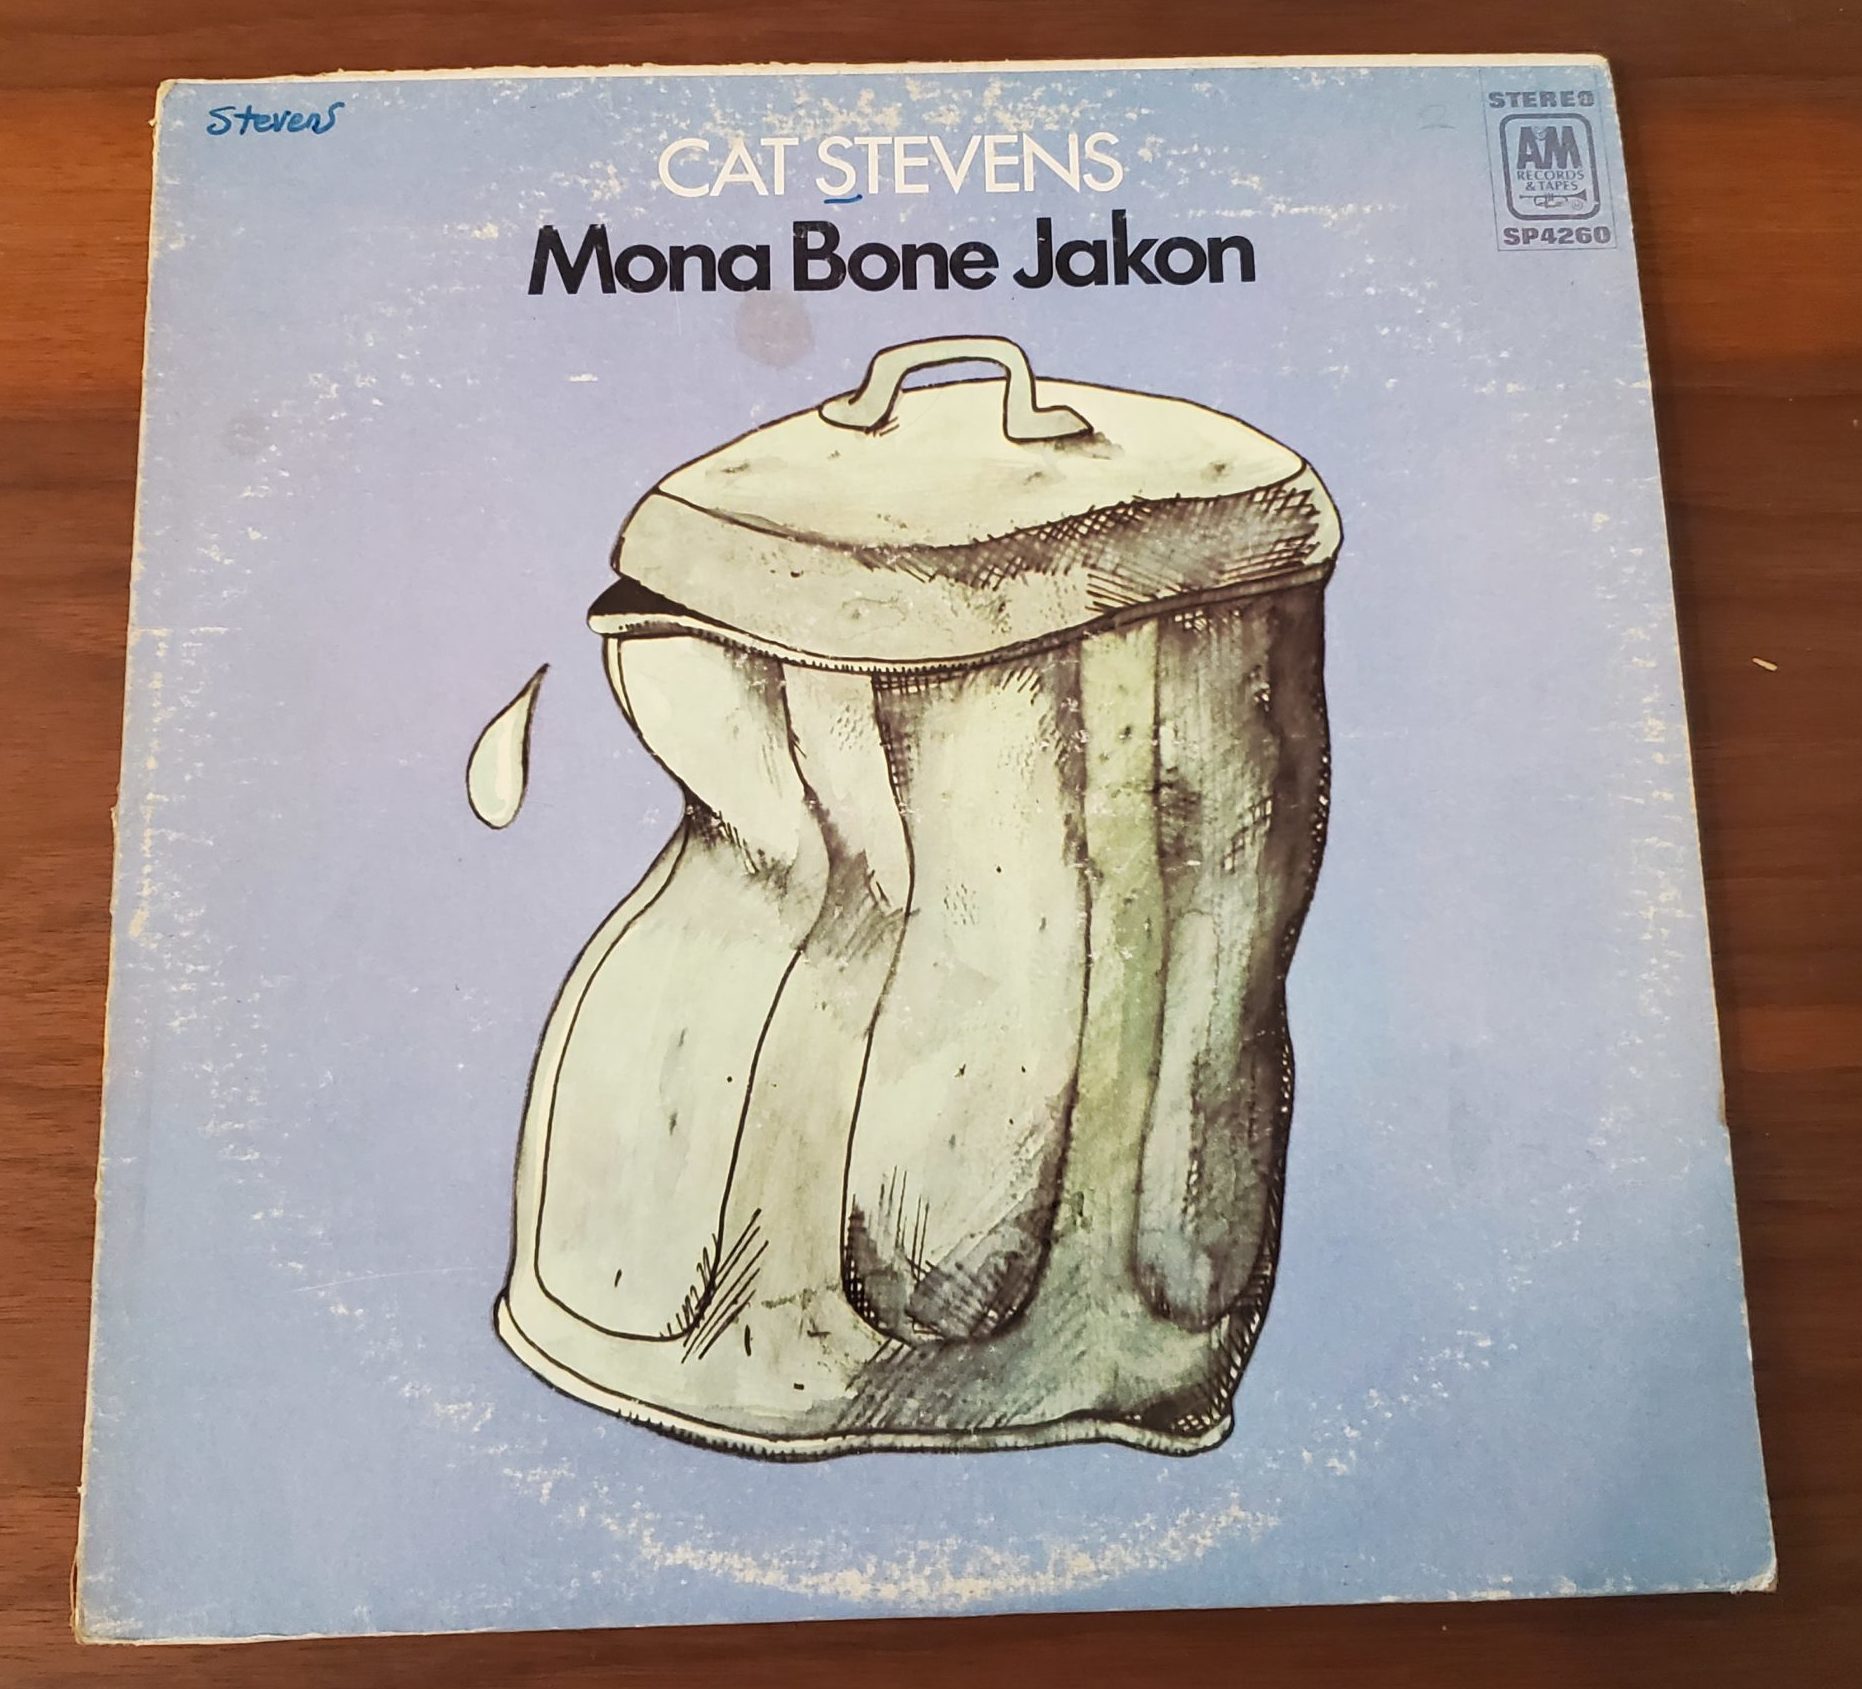 Stevens
CAT STEVENS
Mona Bone Jakon
STEREO
A&M
RECORDS
& TAPES
SP4260